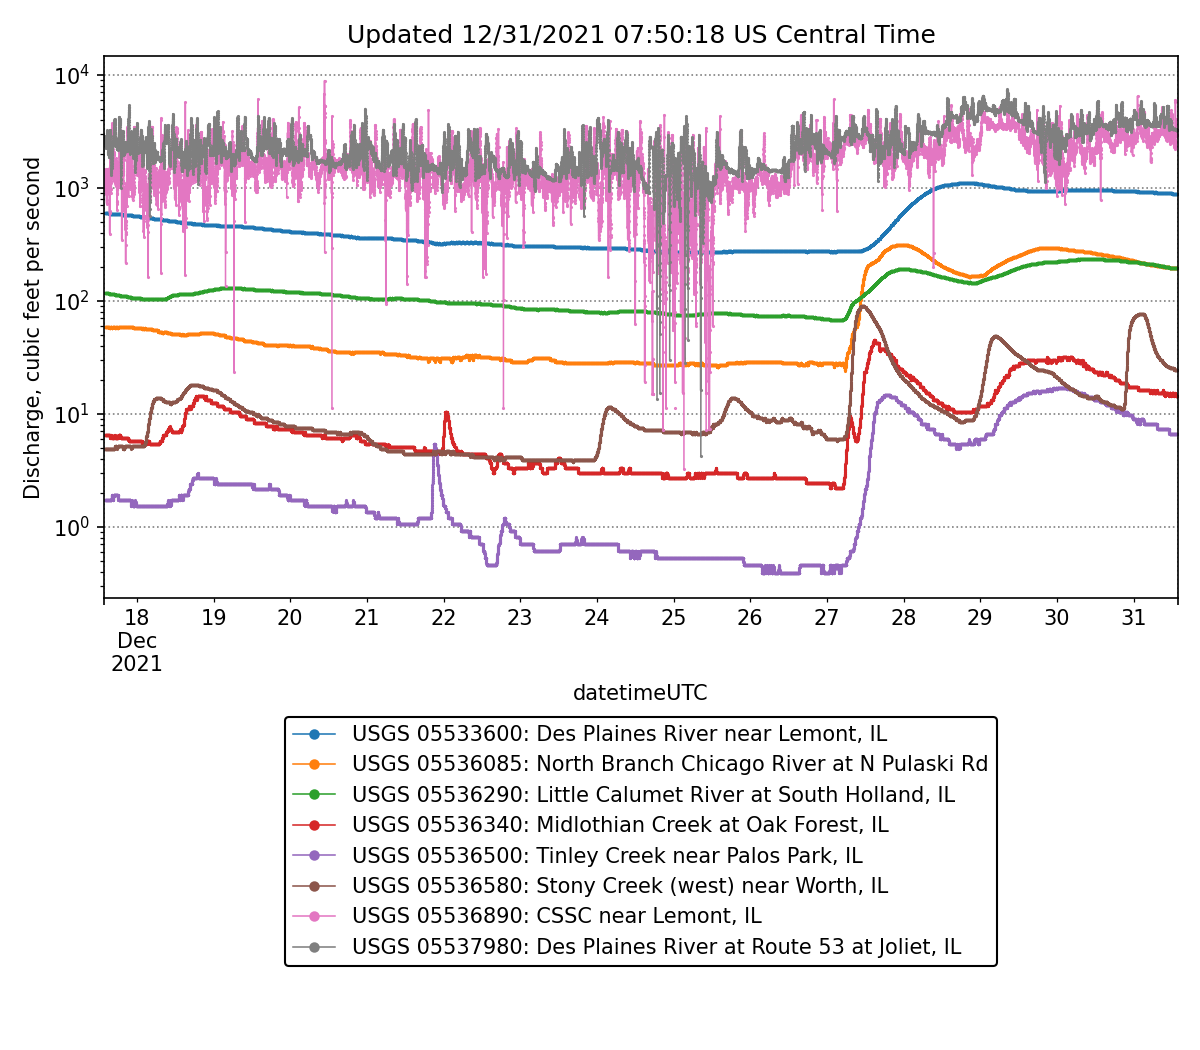 Updated 12/31/2021 07:50:18 US Central Time
Discharge, cubic feet per second
10^4
10^3
10^2
10^1
10^0
18 19 20 21 22 23 24 25 26 27 28 29 30 31
Dec
2021
datetimeUTC
USGS 05533600: Des Plaines River near Lemont, IL
USGS 05536085: North Branch Chicago River at N Pulaski Rd
USGS 05536290: Little Calumet River at South Holland, IL
USGS 05536340: Midlothian Creek at Oak Forest, IL
USGS 05536500: Tinley Creek near Palos Park, IL
USGS 05536580: Stony Creek (west) near Worth, IL
USGS 05536890: CSSC near Lemont, IL
USGS 05537980: Des Plaines River at Route 53 at Joliet, IL